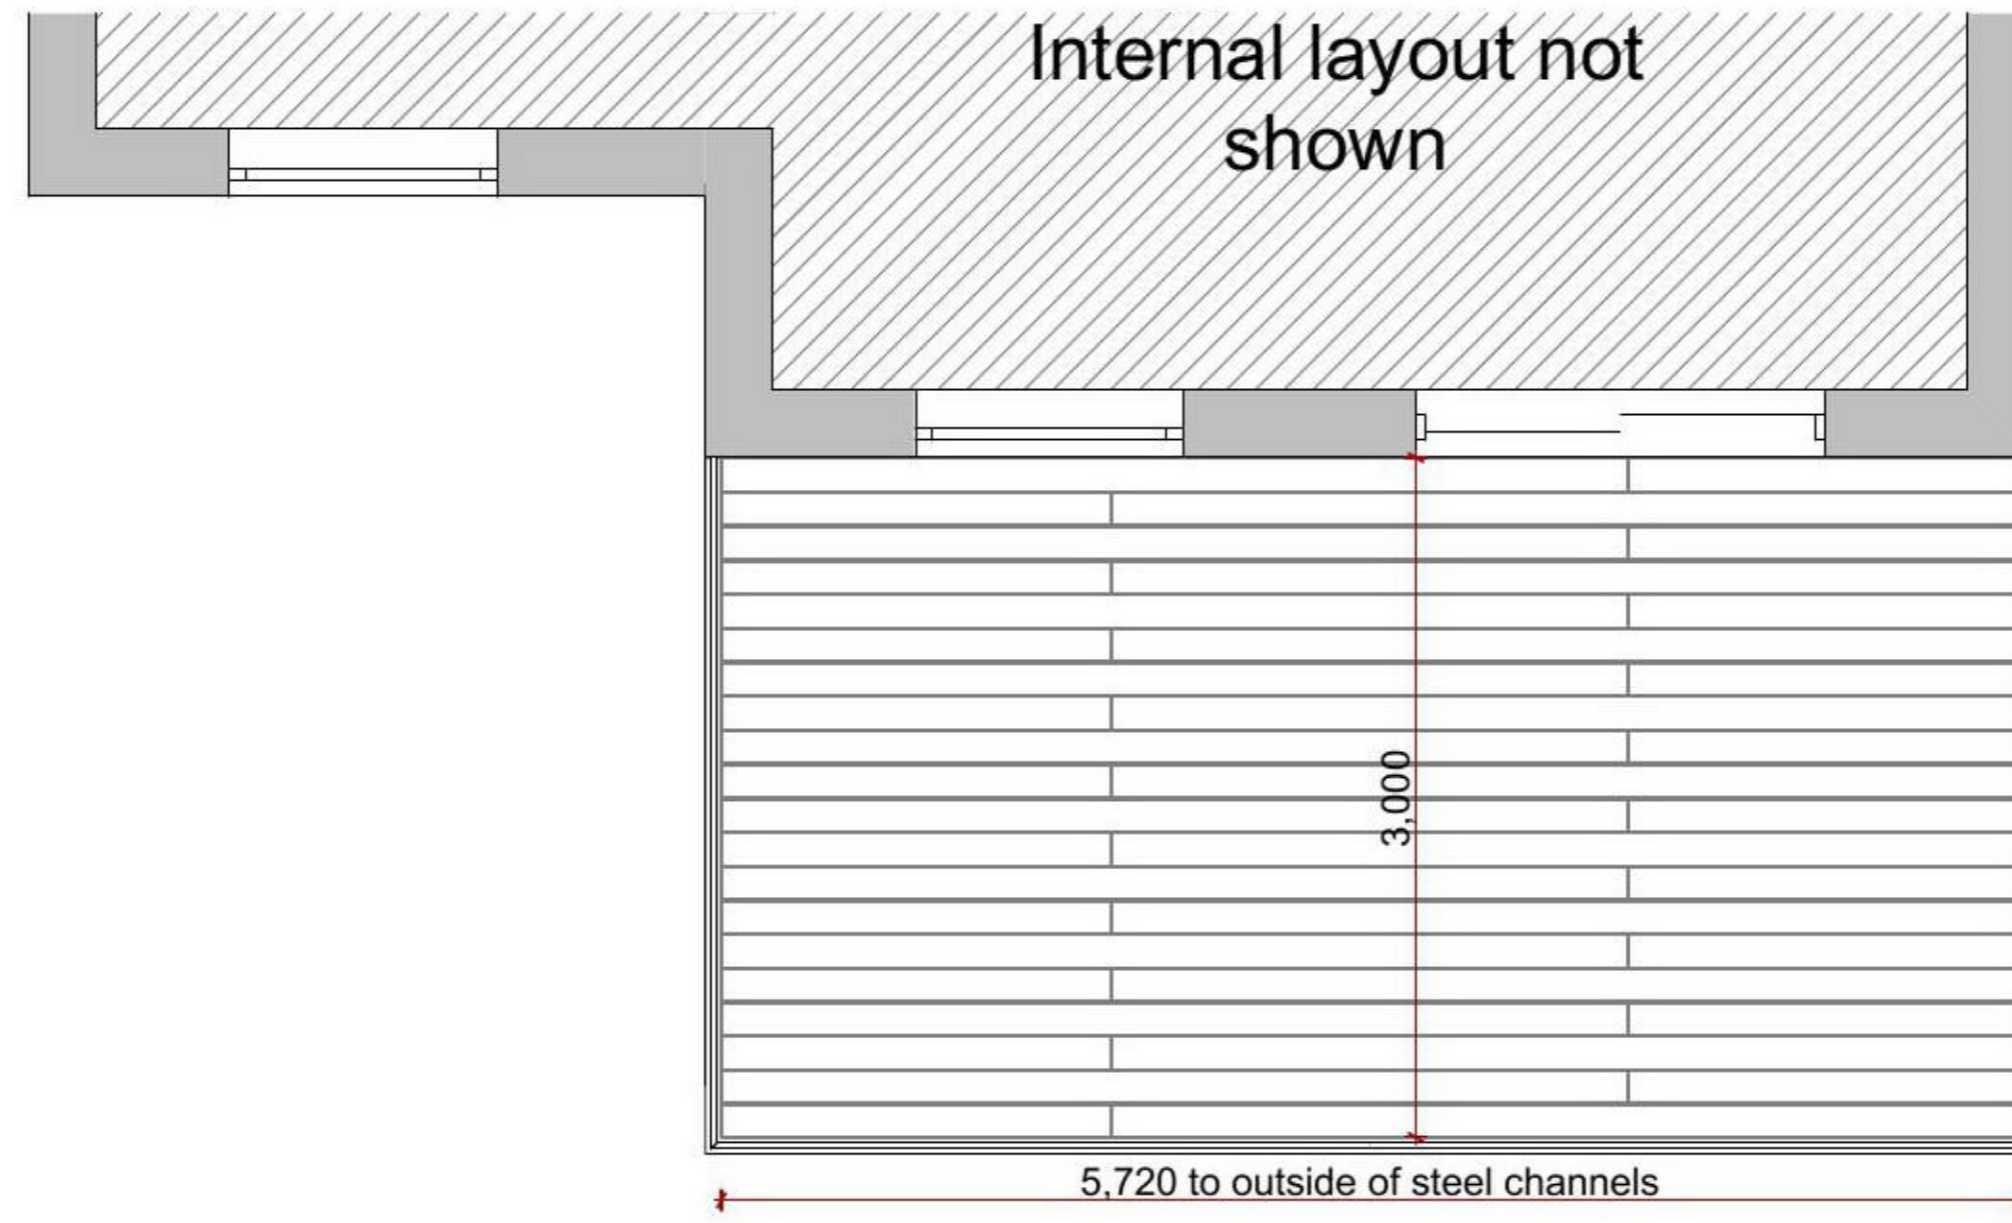 Internal layout not
shown
3,000
5,720 to outside of steel channels